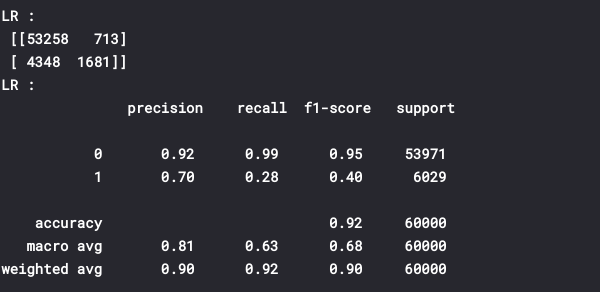 LR :
[[53258   713]
[ 4348  1681]]
LR :
precision    recall  f1-score   support
0       0.92      0.99      0.95     53971
1       0.70      0.28      0.40      6029
accuracy                           0.92     60000
macro avg       0.81      0.63      0.68     60000
weighted avg       0.90      0.92      0.90     60000